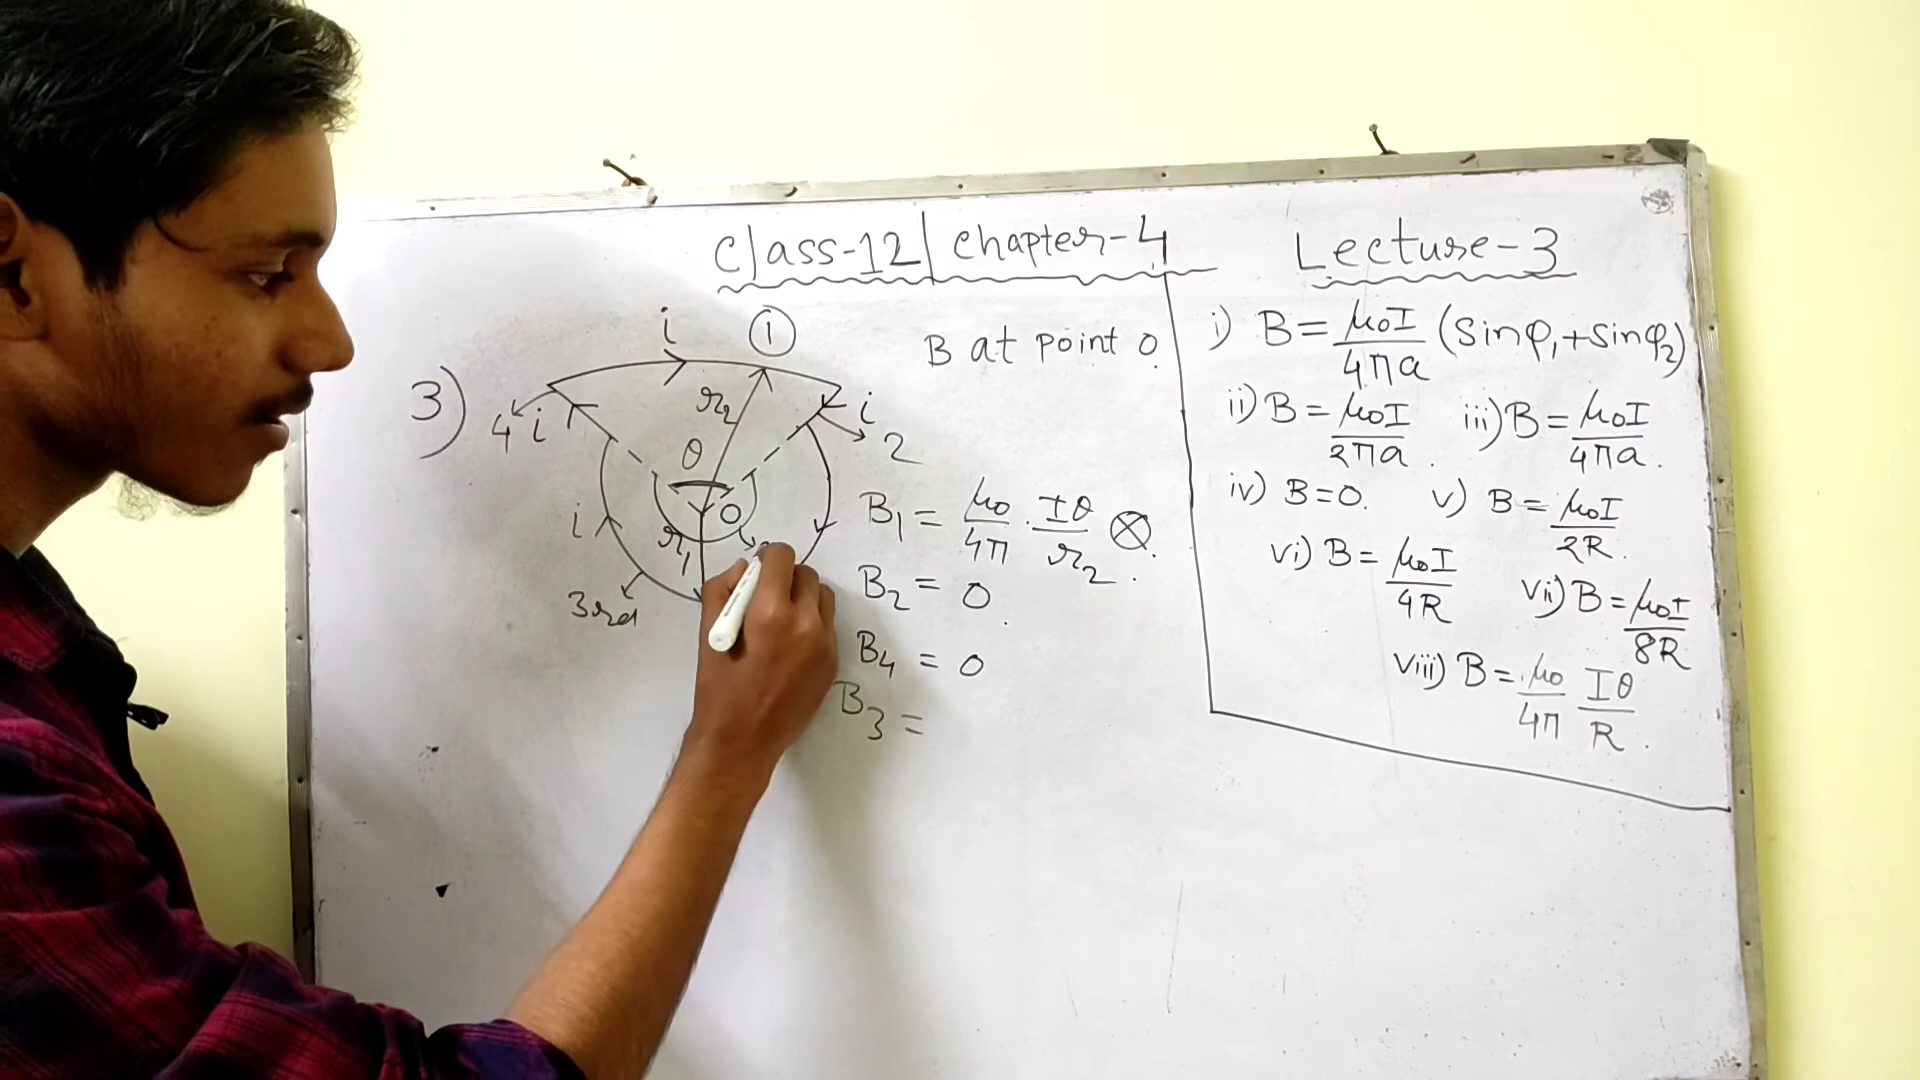 Class-12 | Chapter-4
Lecture-3
3)
i
①
r₂
i
4 i
2
θ
O
i
r₁
3rd
B at point O.
B₁ = μ₀/4π · Iθ/r₂ ⊗.
B₂ = 0.
B₄ = 0
B₃ =
i) B = μ₀I/4πa (Sinφ₁+Sinφ₂)
ii) B = μ₀I/2πa. iii) B = μ₀I/4πa.
iv) B=0. v) B = μ₀I/2R.
vi) B = μ₀I/4R vii) B = μ₀I/8R
viii) B = μ₀/4π Iθ/R.